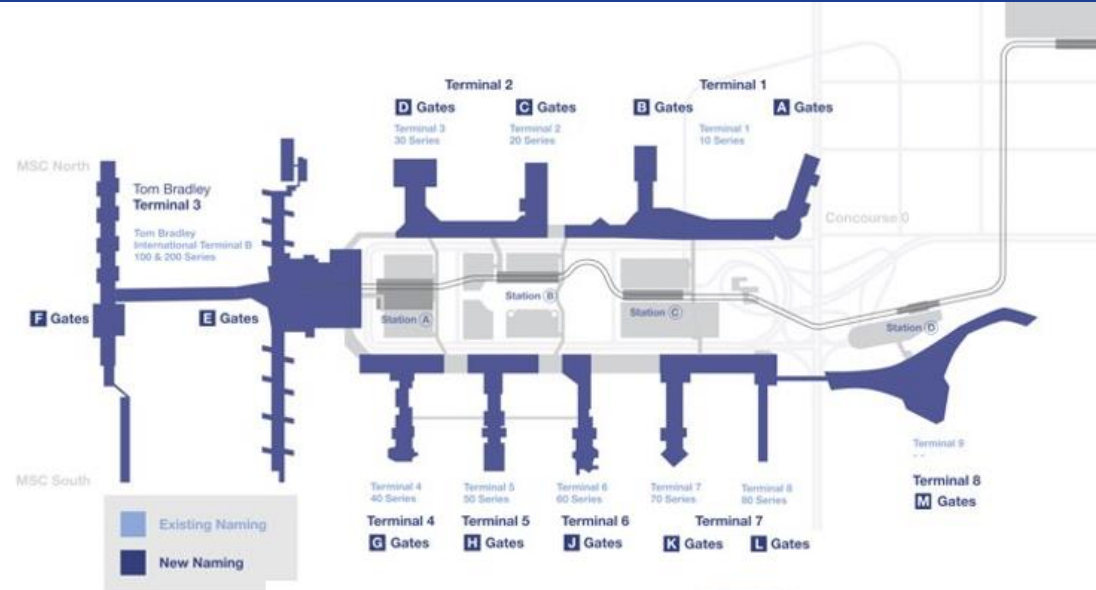 Terminal 2
Terminal 1
D Gates
C Gates
B Gates
A Gates
Terminal 3
30 Series
Terminal 2
20 Series
Terminal 1
10 Series
MSC North
Tom Bradley
Terminal 3
Tom Bradley
International Terminal B
100 & 200 Series
Concourse 0
F Gates
E Gates
Station A
Station B
Station C
Station D
MSC South
Terminal 4
40 Series
Terminal 5
50 Series
Terminal 6
60 Series
Terminal 7
70 Series
Terminal 8
80 Series
Terminal 9
--
Terminal 4
G Gates
Terminal 5
H Gates
Terminal 6
J Gates
Terminal 7
K Gates
L Gates
Terminal 8
M Gates
Existing Naming
New Naming